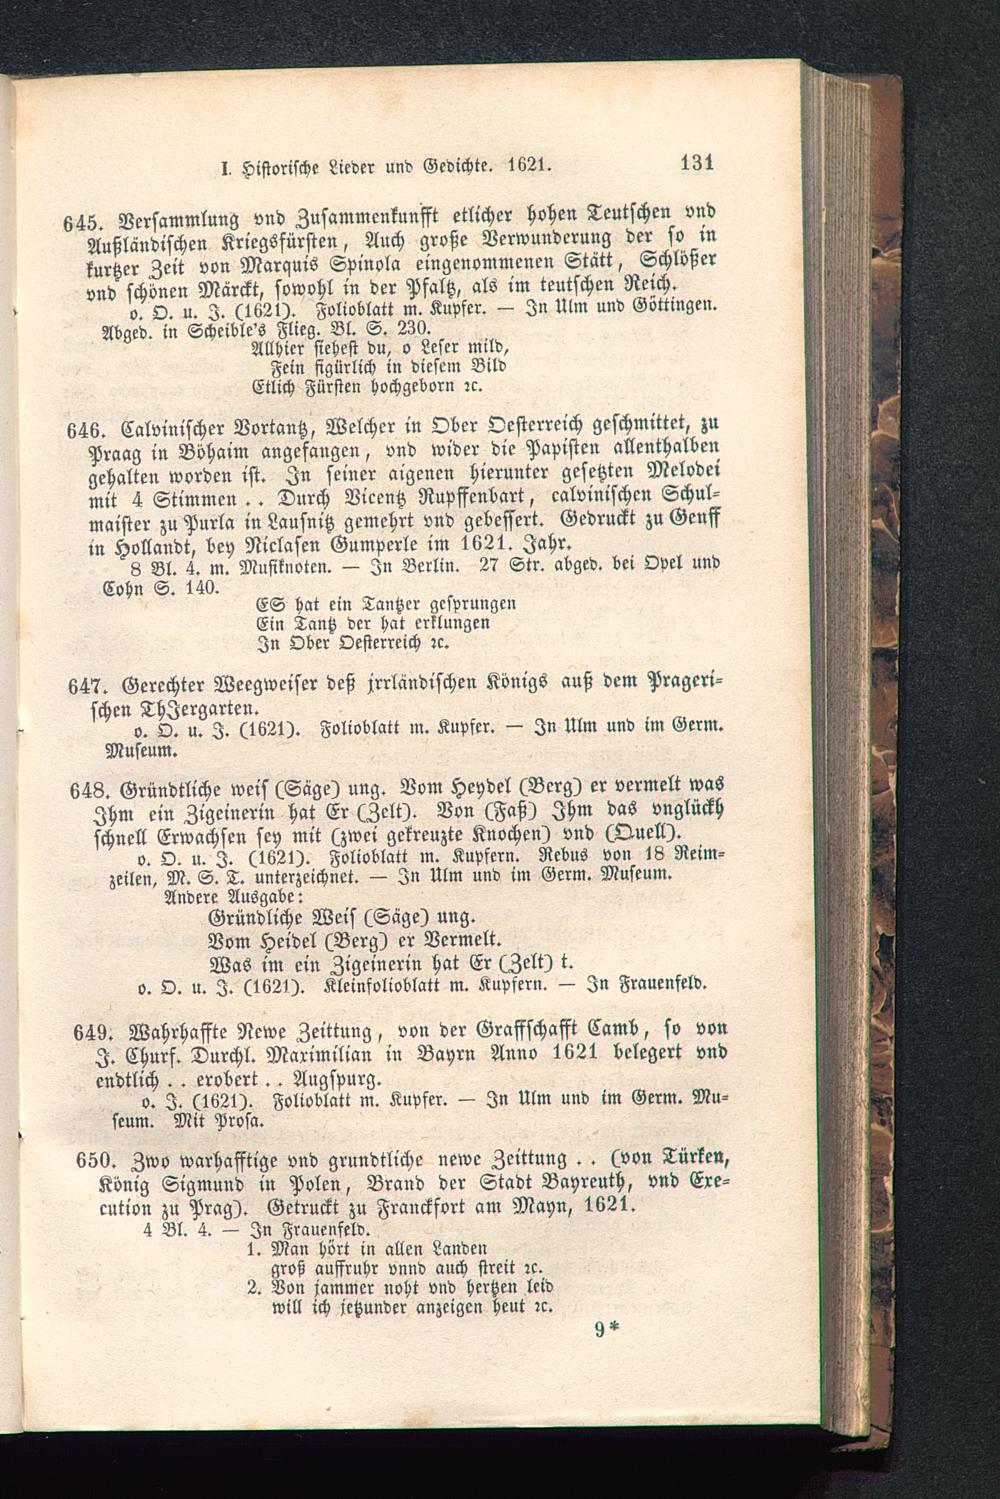 I. Historische Lieder und Gedichte. 1621. 131
645. Versammlung vnd Zusammenkunfft etlicher hohen Teutschen vnd
Außländischen Kriegsfürsten, Auch große Verwunderung der so in
kurtzer Zeit von Marquis Spinola eingenommenen Stätt, Schlößer
vnd schönen Märckt, sowohl in der Pfaltz, als im teutschen Reich.
o. O. u. J. (1621). Folioblatt m. Kupfer. — In Ulm und Göttingen.
Abged. in Scheible's Flieg. Bl. S. 230.
Allhier siehest du, o Leser mild,
Fein figürlich in diesem Bild
Etlich Fürsten hochgeborn ꝛc.
646. Calvinischer Vortantz, Welcher in Ober Oesterreich geschmittet, zu
Praag in Böhaim angefangen, vnd wider die Papisten allenthalben
gehalten worden ist. In seiner aigenen hierunter gesetzten Melodei
mit 4 Stimmen . . Durch Vicentz Rupffenbart, calvinischen Schul-
maister zu Purla in Lausnitz gemehrt vnd gebessert. Gedruckt zu Genff
in Hollandt, bey Niclasen Gumperle im 1621. Jahr.
8 Bl. 4. m. Musiknoten. — In Berlin. 27 Str. abged. bei Opel und
Cohn S. 140.
ES hat ein Tantzer gesprungen
Ein Tantz der hat erklungen
In Ober Oesterreich ꝛc.
647. Gerechter Weegweiser deß jrrländischen Königs auß dem Prageri-
schen ThJergarten.
o. O. u. J. (1621). Folioblatt m. Kupfer. — In Ulm und im Germ.
Museum.
648. Gründtliche weis (Säge) ung. Vom Heydel (Berg) er vermelt was
Ihm ein Zigeinerin hat Er (Zelt). Von (Faß) Ihm das vnglückh
schnell Erwachsen sey mit (zwei gekreuzte Knochen) vnd (Quell).
o. O. u. J. (1621). Folioblatt m. Kupfern. Rebus von 18 Reim-
zeilen, M. S. T. unterzeichnet. — In Ulm und im Germ. Museum.
Andere Ausgabe:
Gründliche Weis (Säge) ung.
Vom Heidel (Berg) er Vermelt.
Was im ein Zigeinerin hat Er (Zelt) t.
o. O. u. J. (1621). Kleinfolioblatt m. Kupfern. — In Frauenfeld.
649. Wahrhaffte Newe Zeittung, von der Graffschafft Camb, so von
J. Churf. Durchl. Maximilian in Bayrn Anno 1621 belegert vnd
endtlich . . erobert . . Augspurg.
o. J. (1621). Folioblatt m. Kupfer. — In Ulm und im Germ. Mu-
seum. Mit Prosa.
650. Zwo warhafftige vnd grundtliche newe Zeittung . . (von Türken,
König Sigmund in Polen, Brand der Stadt Bayreuth, vnd Exe-
cution zu Prag). Getruckt zu Franckfort am Mayn, 1621.
4 Bl. 4. — In Frauenfeld.
1. Man hört in allen Landen
groß auffruhr vnnd auch streit ꝛc.
2. Von jammer noht vnd hertzen leid
will ich jetzunder anzeigen heut ꝛc.
9*